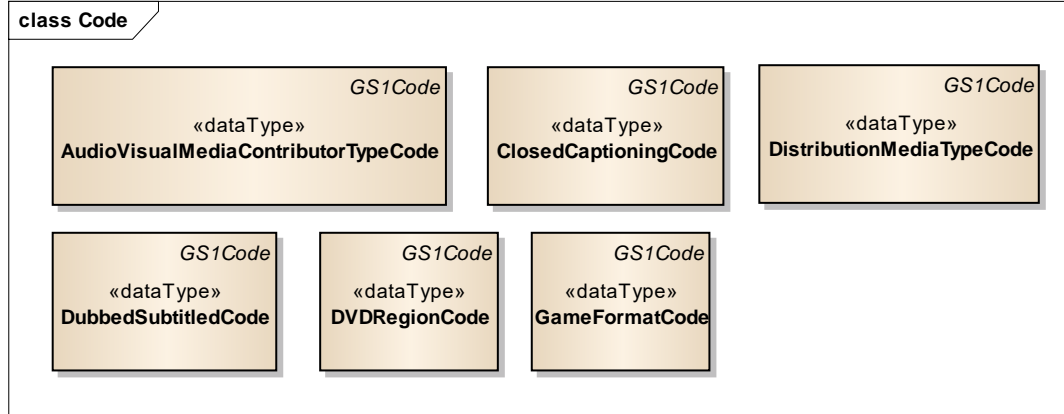 class Code
GS1Code
«dataType»
AudioVisualMediaContributorTypeCode
GS1Code
«dataType»
ClosedCaptioningCode
GS1Code
«dataType»
DistributionMediaTypeCode
GS1Code
«dataType»
DubbedSubtitledCode
GS1Code
«dataType»
DVDRegionCode
GS1Code
«dataType»
GameFormatCode